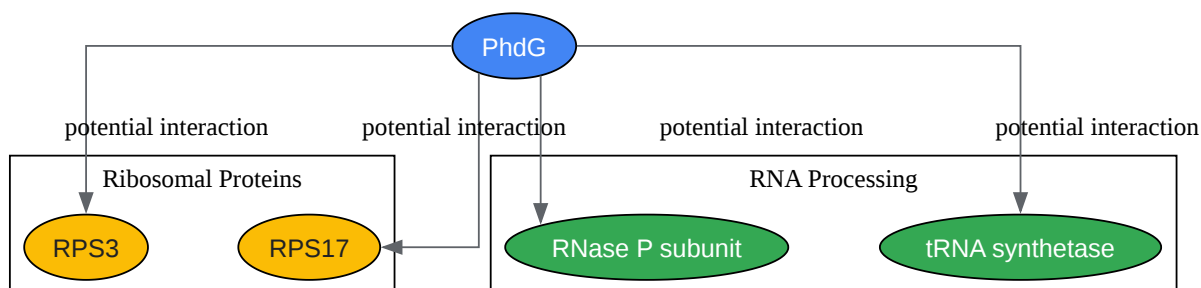 PhdG
potential interaction
potential interaction
potential interaction
potential interaction
Ribosomal Proteins
RNA Processing
RPS3
RPS17
RNase P subunit
tRNA synthetase